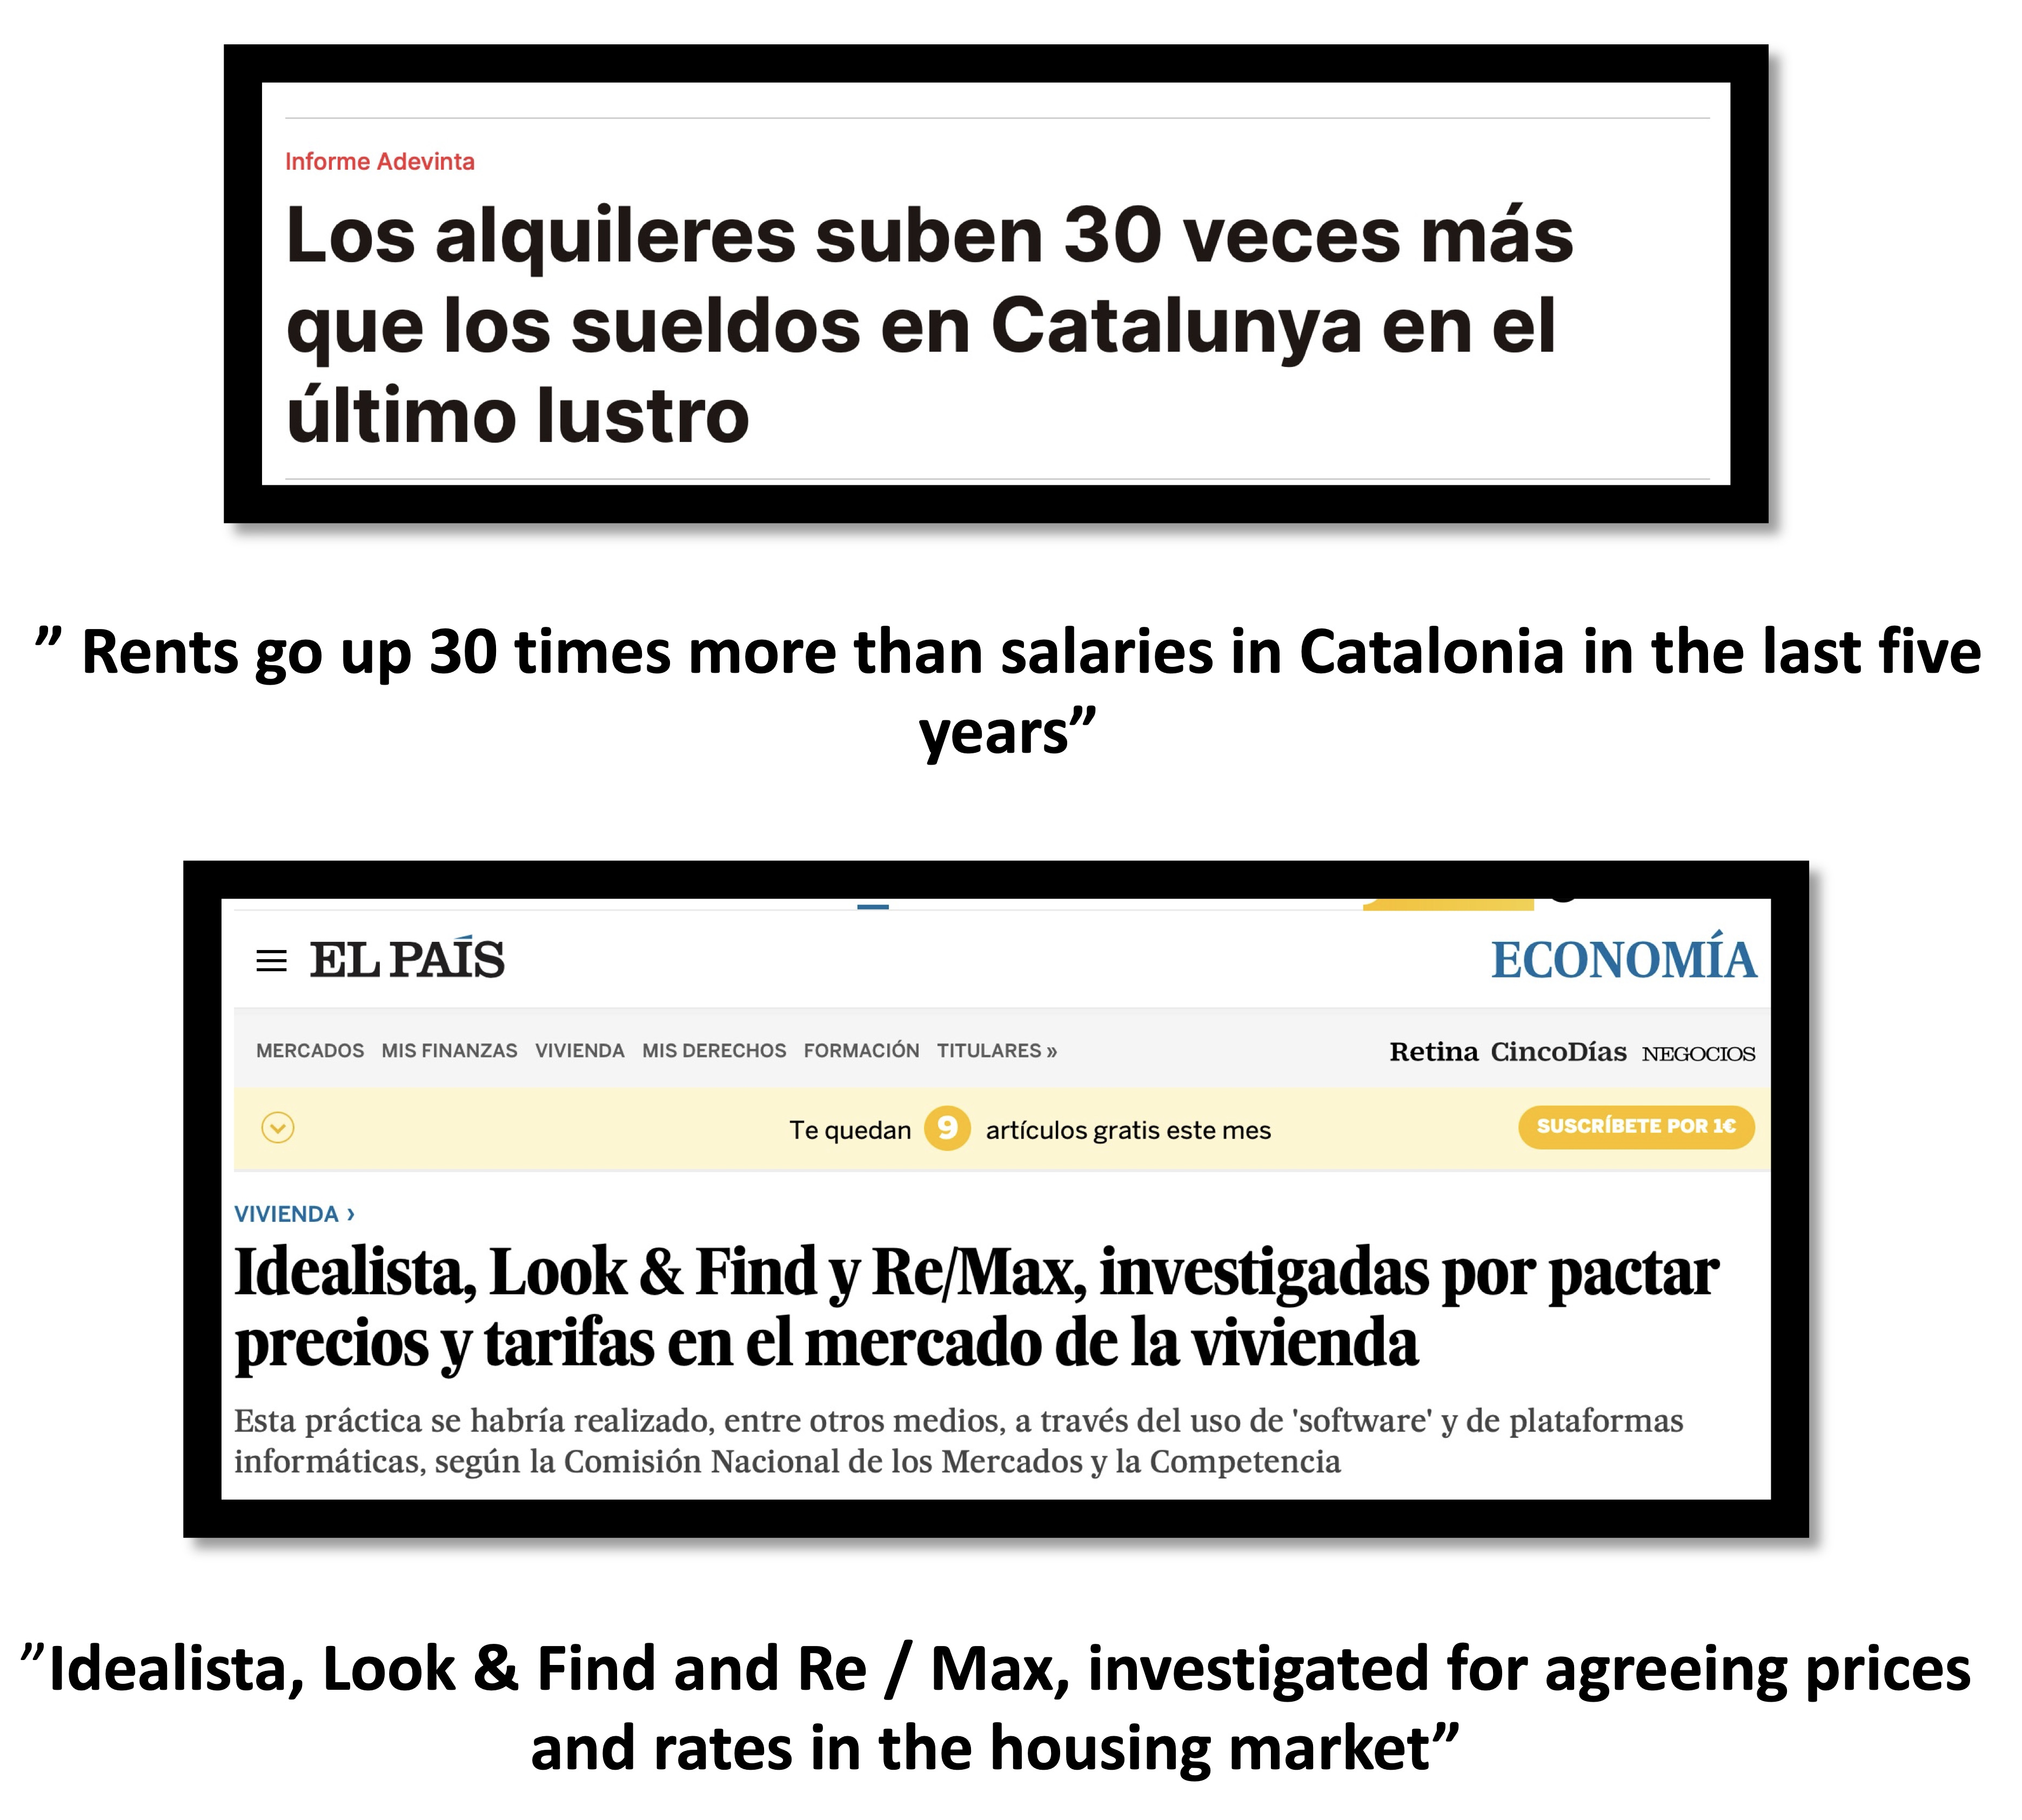 Informe Adevinta
Los alquileres suben 30 veces más
que los sueldos en Catalunya en el
último lustro
” Rents go up 30 times more than salaries in Catalonia in the last five
years”
EL PAÍS
ECONOMÍA
MERCADOS MIS FINANZAS VIVIENDA MIS DERECHOS FORMACIÓN TITULARES »
Retina CincoDías NEGOCIOS
Te quedan 9 artículos gratis este mes
SUSCRÍBETE POR 1€
VIVIENDA ›
Idealista, Look & Find y Re/Max, investigadas por pactar
precios y tarifas en el mercado de la vivienda
Esta práctica se habría realizado, entre otros medios, a través del uso de 'software' y de plataformas
informáticas, según la Comisión Nacional de los Mercados y la Competencia
”Idealista, Look & Find and Re / Max, investigated for agreeing prices
and rates in the housing market”